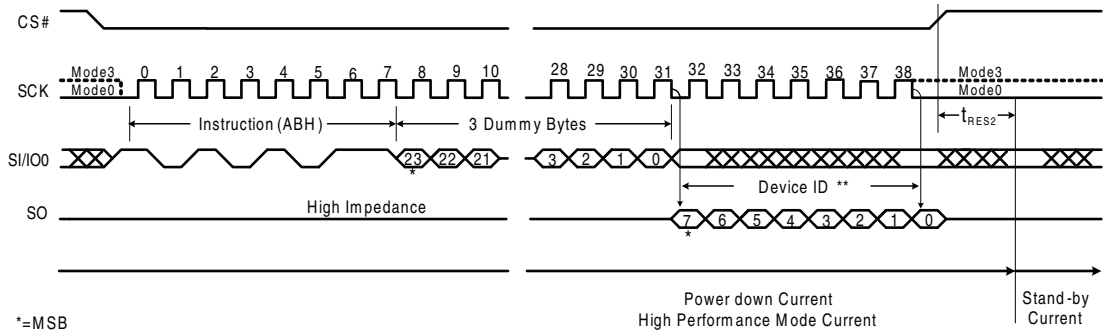 CS#
Mode3
0 1 2 3 4 5 6 7 8 9 10 28 29 30 31 32 33 34 35 36 37 38
Mode3
SCK
Mode0
Mode0
Instruction (ABH)
3 Dummy Bytes
tRES2
SI/IO0
23 22 21 3 2 1 0
*
Device ID **
SO
High Impedance
7 6 5 4 3 2 1 0
*
Power down Current
High Performance Mode Current
Stand-by
Current
*=MSB